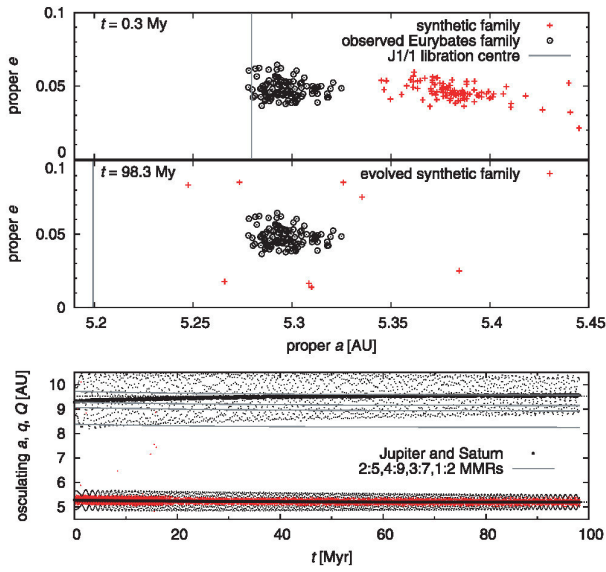 0.1
t = 0.3 My
synthetic family
observed Eurybates family
J1/1 libration centre
proper e
0.05
0
0.1
t = 98.3 My
evolved synthetic family
proper e
0.05
0
5.2 5.25 5.3 5.35 5.4 5.45
proper a [AU]
osculating a, q, Q [AU]
10
9
8
7
6
5
Jupiter and Saturn
2:5,4:9,3:7,1:2 MMRs
0 20 40 60 80 100
t [Myr]